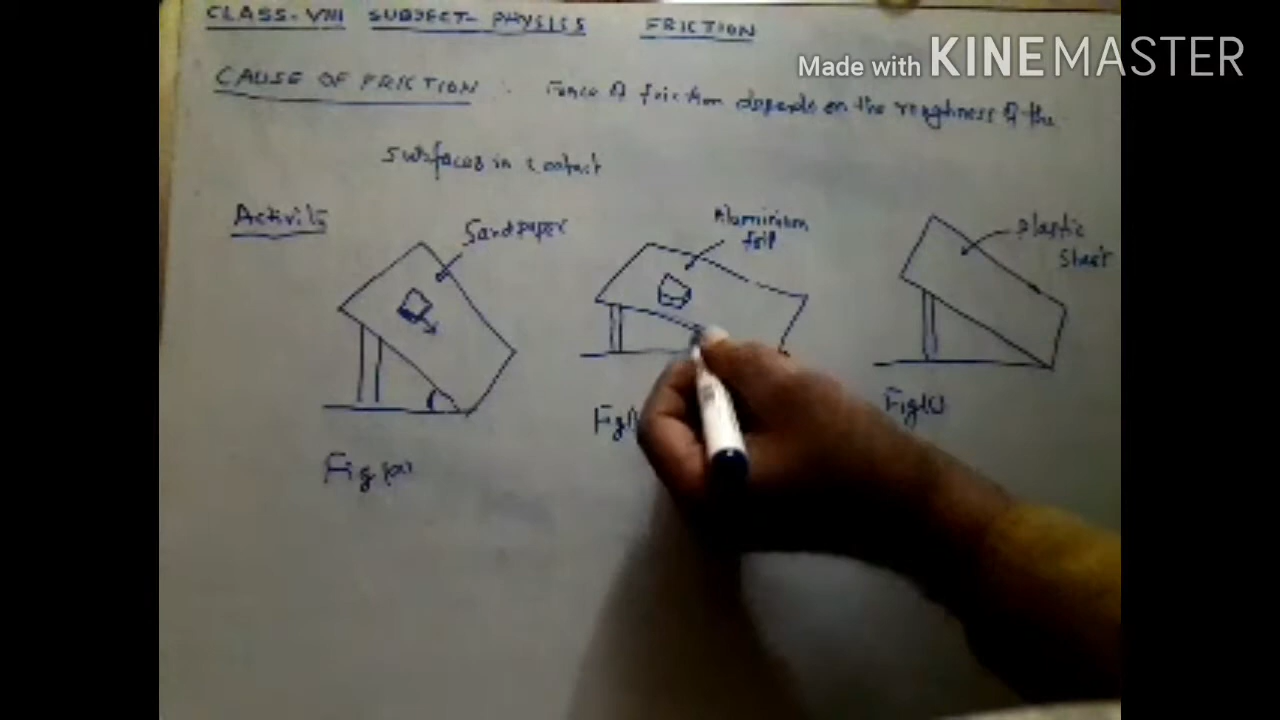 CLASS-VIII SUBJECT- PHYSICS FRICTION
Made with KINEMASTER
CAUSE OF FRICTION : Force of friction depends on the roughness of the
surfaces in contact
Activity
Sandpaper
Aluminium
foil
plastic
sheet
Fig(a)
Fig(
Fig(c)